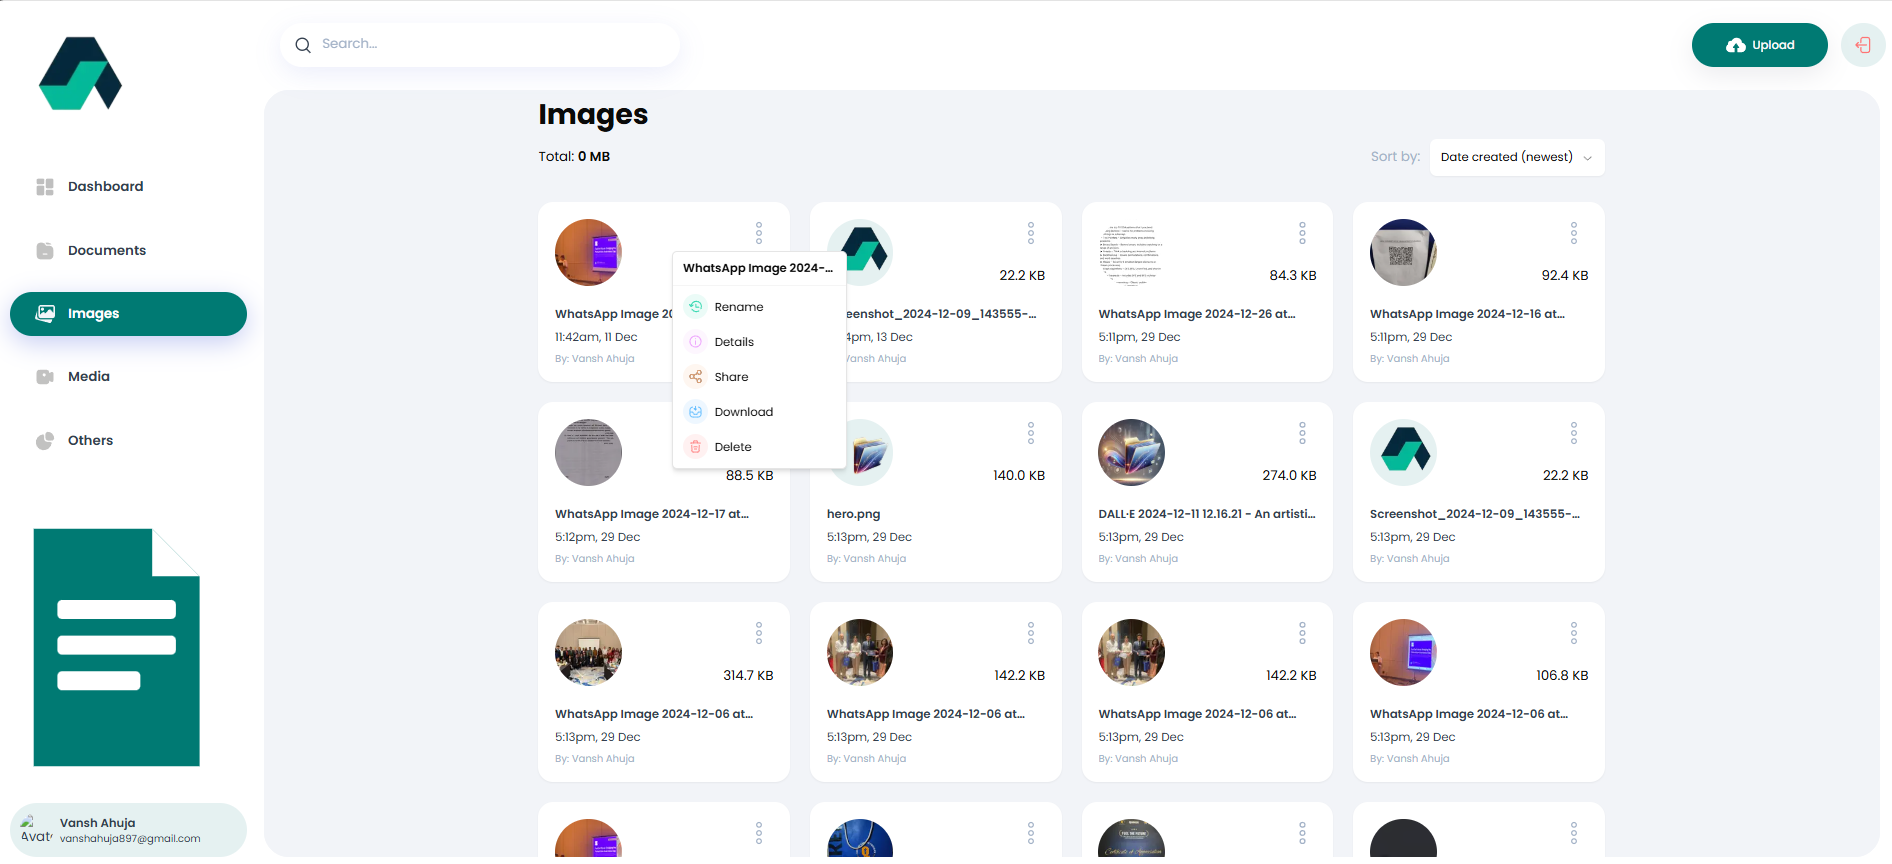 Search...
Upload
Images
Total: 0 MB
Sort by:
Date created (newest)
Dashboard
Documents
Images
Media
Others
WhatsApp Image 2024-...
Rename
Details
Share
Download
Delete
WhatsApp Image 20
11:42am, 11 Dec
By: Vansh Ahuja
22.2 KB
eenshot_2024-12-09_143555-...
4pm, 13 Dec
Vansh Ahuja
84.3 KB
WhatsApp Image 2024-12-26 at...
5:11pm, 29 Dec
By: Vansh Ahuja
92.4 KB
WhatsApp Image 2024-12-16 at...
5:11pm, 29 Dec
By: Vansh Ahuja
88.5 KB
WhatsApp Image 2024-12-17 at...
5:12pm, 29 Dec
By: Vansh Ahuja
140.0 KB
hero.png
5:13pm, 29 Dec
By: Vansh Ahuja
274.0 KB
DALL·E 2024-12-11 12.16.21 - An artisti...
5:13pm, 29 Dec
By: Vansh Ahuja
22.2 KB
Screenshot_2024-12-09_143555-...
5:13pm, 29 Dec
By: Vansh Ahuja
314.7 KB
WhatsApp Image 2024-12-06 at...
5:13pm, 29 Dec
By: Vansh Ahuja
142.2 KB
WhatsApp Image 2024-12-06 at...
5:13pm, 29 Dec
By: Vansh Ahuja
142.2 KB
WhatsApp Image 2024-12-06 at...
5:13pm, 29 Dec
By: Vansh Ahuja
106.8 KB
WhatsApp Image 2024-12-06 at...
5:13pm, 29 Dec
By: Vansh Ahuja
Avat
Vansh Ahuja
vanshahuja897@gmail.com
Certificate of Appreciation